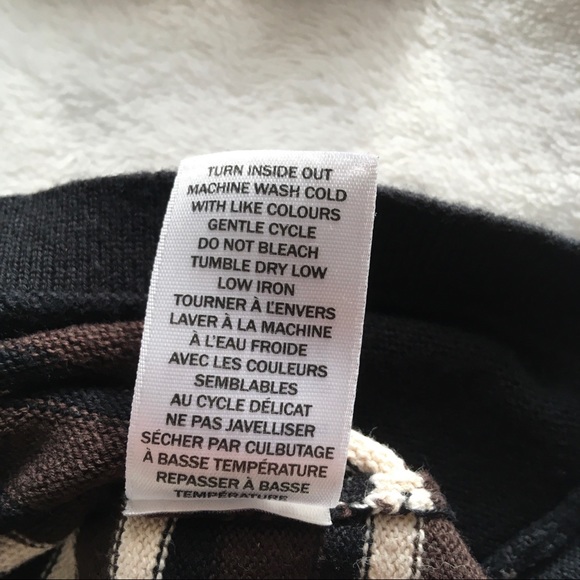 TURN INSIDE OUT
MACHINE WASH COLD
WITH LIKE COLOURS
GENTLE CYCLE
DO NOT BLEACH
TUMBLE DRY LOW
LOW IRON
TOURNER À L'ENVERS
LAVER À LA MACHINE
À L'EAU FROIDE
AVEC LES COULEURS
SEMBLABLES
AU CYCLE DÉLICAT
NE PAS JAVELLISER
SÉCHER PAR CULBUTAGE
À BASSE TEMPÉRATURE
REPASSER À BASSE
TEMPÉRATURE